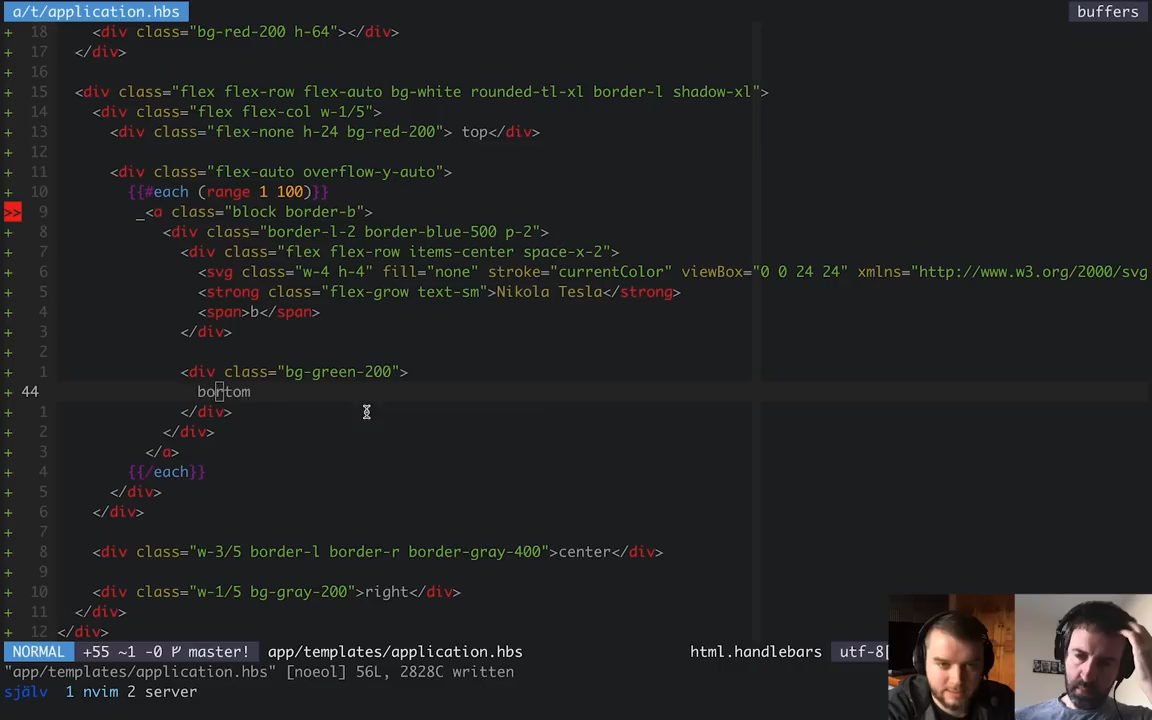 a/t/application.hbs buffers
+ 18 <div class="bg-red-200 h-64"></div>
+ 17 </div>
+ 16
+ 15 <div class="flex flex-row flex-auto bg-white rounded-tl-xl border-l shadow-xl">
+ 14 <div class="flex flex-col w-1/5">
+ 13 <div class="flex-none h-24 bg-red-200"> top</div>
+ 12
+ 11 <div class="flex-auto overflow-y-auto">
+ 10 {{#each (range 1 100)}}
>> 9 _<a class="block border-b">
+ 8 <div class="border-l-2 border-blue-500 p-2">
+ 7 <div class="flex flex-row items-center space-x-2">
+ 6 <svg class="w-4 h-4" fill="none" stroke="currentColor" viewBox="0 0 24 24" xmlns="http://www.w3.org/2000/svg
+ 5 <strong class="flex-grow text-sm">Nikola Tesla</strong>
+ 4 <span>b</span>
+ 3 </div>
+ 2
+ 1 <div class="bg-green-200">
+ 44 bortom
+ 1 </div>
+ 2 </div>
+ 3 </a>
+ 4 {{/each}}
+ 5 </div>
+ 6 </div>
+ 7
+ 8 <div class="w-3/5 border-l border-r border-gray-400">center</div>
+ 9
+ 10 <div class="w-1/5 bg-gray-200">right</div>
+ 11 </div>
+ 12 </div>
NORMAL +55 ~1 -0 master! app/templates/application.hbs html.handlebars utf-8[
"app/templates/application.hbs" [noeol] 56L, 2828C written
själv 1 nvim 2 server